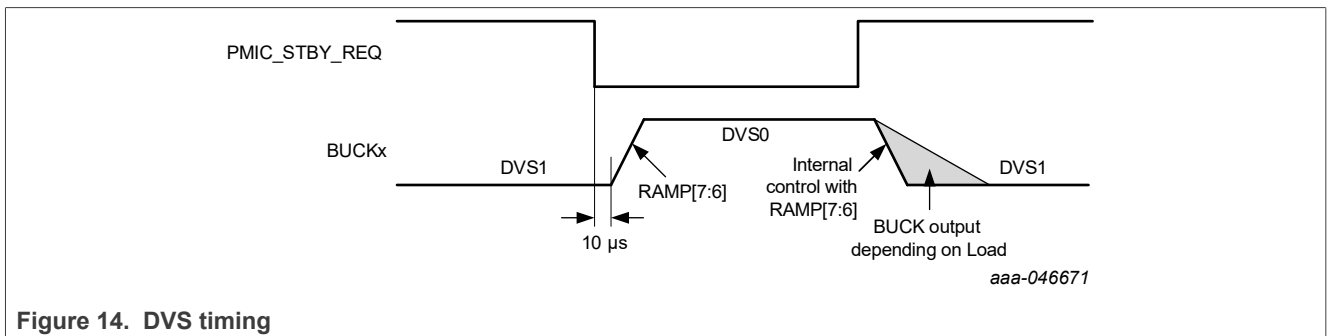 PMIC_STBY_REQ
BUCKx
DVS1
DVS0
DVS1
RAMP[7:6]
Internal
control with
RAMP[7:6]
10 µs
BUCK output
depending on Load
aaa-046671
Figure 14. DVS timing